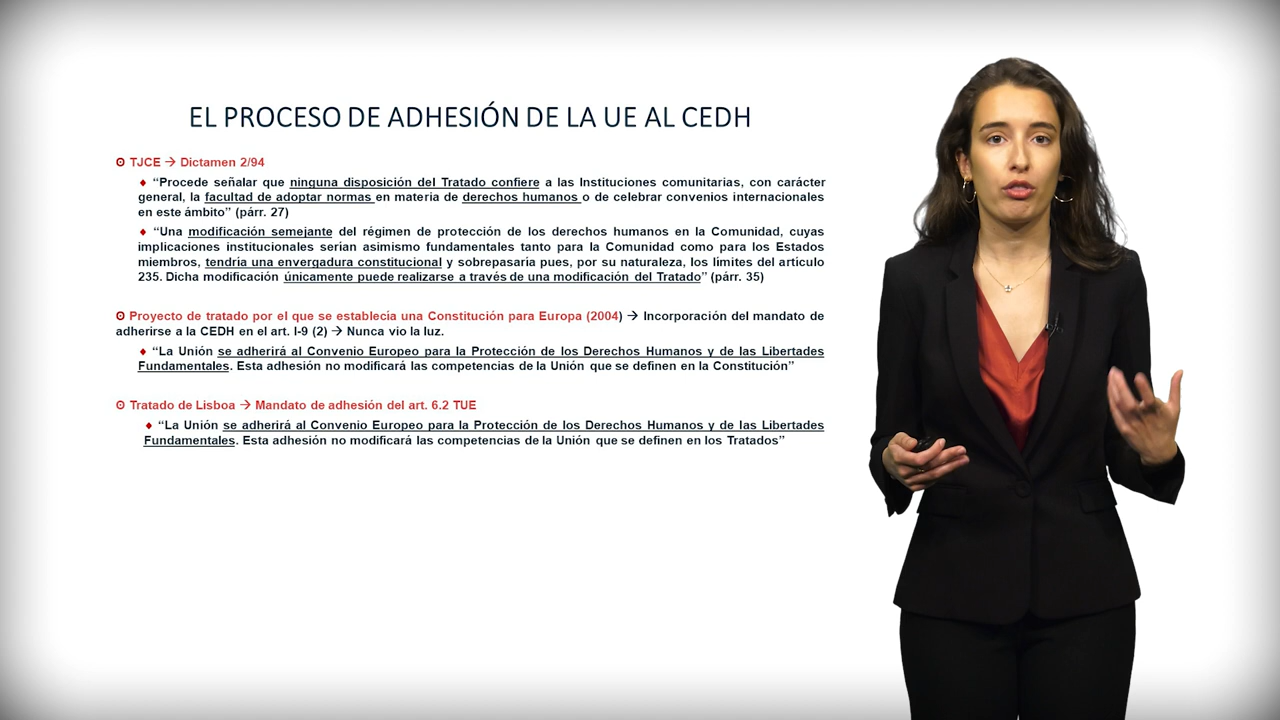 EL PROCESO DE ADHESIÓN DE LA UE AL CEDH
ʘ TJCE → Dictamen 2/94
♦ “Procede señalar que ninguna disposición del Tratado confiere a las Instituciones comunitarias, con carácter
general, la facultad de adoptar normas en materia de derechos humanos o de celebrar convenios internacionales
en este ámbito” (párr. 27)
♦ “Una modificación semejante del régimen de protección de los derechos humanos en la Comunidad, cuyas
implicaciones institucionales serían asimismo fundamentales tanto para la Comunidad como para los Estados
miembros, tendría una envergadura constitucional y sobrepasaría pues, por su naturaleza, los límites del artículo
235. Dicha modificación únicamente puede realizarse a través de una modificación del Tratado” (párr. 35)
ʘ Proyecto de tratado por el que se establecía una Constitución para Europa (2004) → Incorporación del mandato de
adherirse a la CEDH en el art. I-9 (2) → Nunca vio la luz.
♦ “La Unión se adherirá al Convenio Europeo para la Protección de los Derechos Humanos y de las Libertades
Fundamentales. Esta adhesión no modificará las competencias de la Unión que se definen en la Constitución”
ʘ Tratado de Lisboa → Mandato de adhesión del art. 6.2 TUE
♦ “La Unión se adherirá al Convenio Europeo para la Protección de los Derechos Humanos y de las Libertades
Fundamentales. Esta adhesión no modificará las competencias de la Unión que se definen en los Tratados”